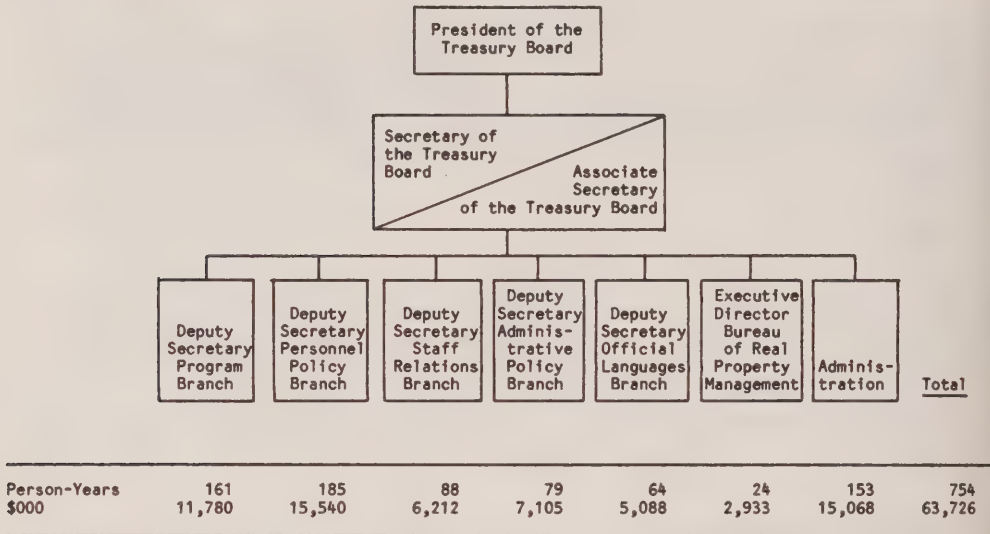 President of the
Treasury Board
Secretary of
the Treasury
Board
Associate
Secretary
of the Treasury Board
Deputy
Secretary
Program
Branch
Deputy
Secretary
Personnel
Policy
Branch
Deputy
Secretary
Staff
Relations
Branch
Deputy
Secretary
Adminis-
trative
Policy
Branch
Deputy
Secretary
Official
Languages
Branch
Executive
Director
Bureau
of Real
Property
Management
Adminis-
tration
Total
Person-Years 161 185 88 79 64 24 153 754
$000 11,780 15,540 6,212 7,105 5,088 2,933 15,068 63,726